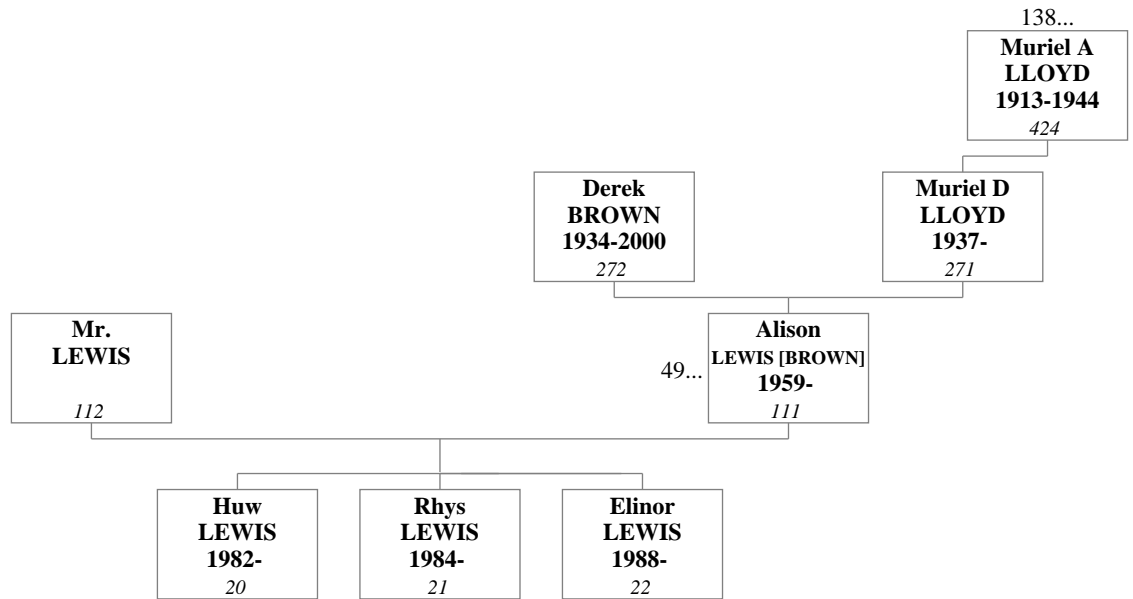 138...
Muriel A
LLOYD
1913-1944
424
Derek
BROWN
1934-2000
272
Muriel D
LLOYD
1937-
271
Mr.
LEWIS
112
49...
Alison
LEWIS [BROWN]
1959-
111
Huw
LEWIS
1982-
20
Rhys
LEWIS
1984-
21
Elinor
LEWIS
1988-
22